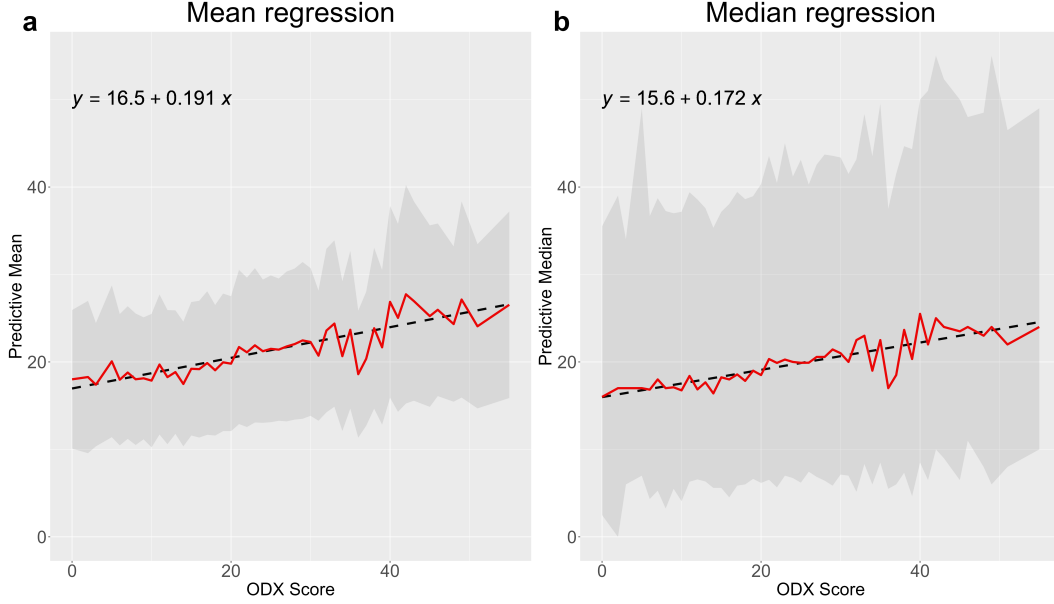 a
Mean regression
y = 16.5 + 0.191 x
Predictive Mean
40
20
0
0
20
40
ODX Score
b
Median regression
y = 15.6 + 0.172 x
Predictive Median
40
20
0
0
20
40
ODX Score